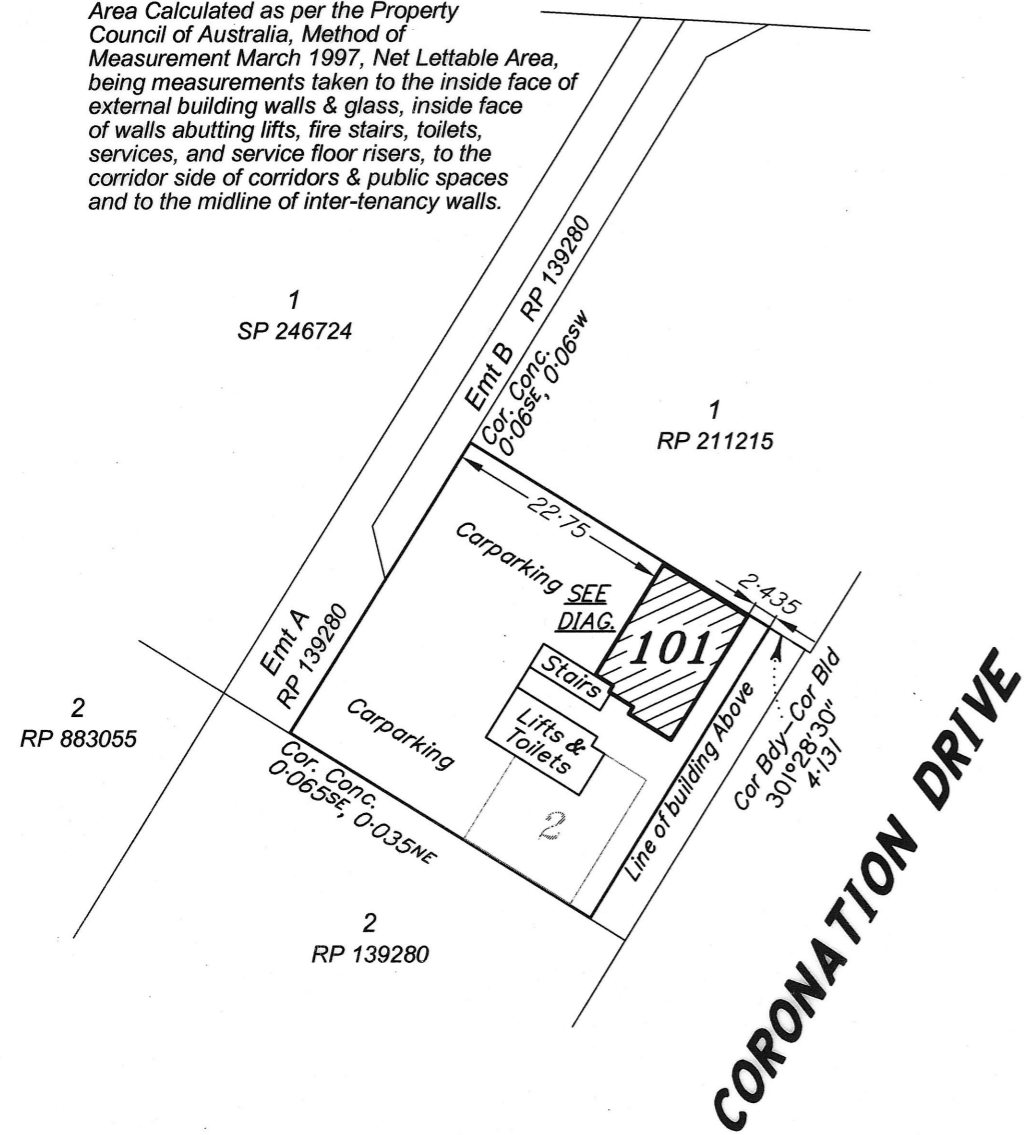 Area Calculated as per the Property
Council of Australia, Method of
Measurement March 1997, Net Lettable Area,
being measurements taken to the inside face of
external building walls & glass, inside face
of walls abutting lifts, fire stairs, toilets,
services, and service floor risers, to the
corridor side of corridors & public spaces
and to the midline of inter-tenancy walls.
1
SP 246724
Emt B RP 139280
Cor. Conc.
0·06SE, 0·06SW
1
RP 211215
22·75
Carparking
SEE
DIAG.
2·435
101
Stairs
Lifts &
Toilets
Emt A
RP 139280
Carparking
2
RP 883055
Cor. Conc.
0·065SE, 0·035NE
2
Line of building Above
Cor Bdy–Cor Bld
301°28'30"
4·131
2
RP 139280
CORONATION DRIVE